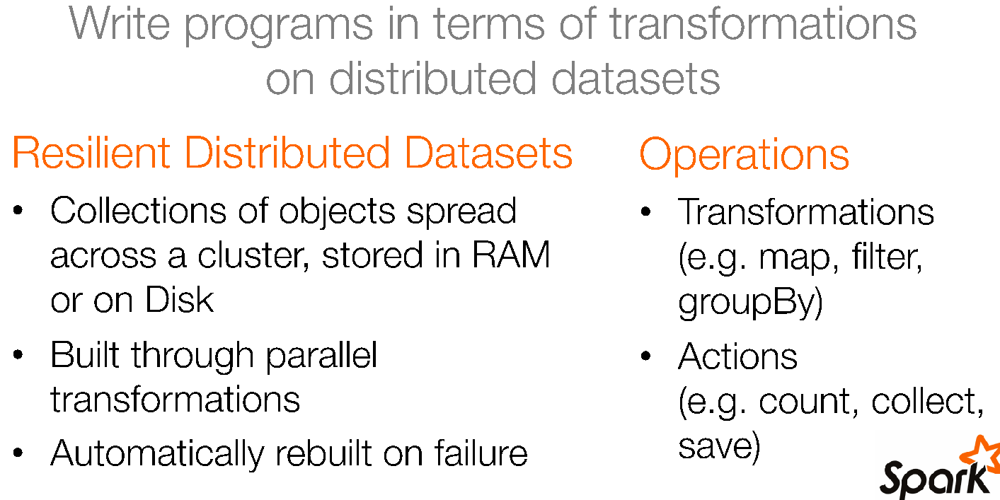 Write programs in terms of transformations
on distributed datasets
Resilient Distributed Datasets
• Collections of objects spread
across a cluster, stored in RAM
or on Disk
• Built through parallel
transformations
• Automatically rebuilt on failure
Operations
• Transformations
(e.g. map, filter,
groupBy)
• Actions
(e.g. count, collect,
save)
Spark